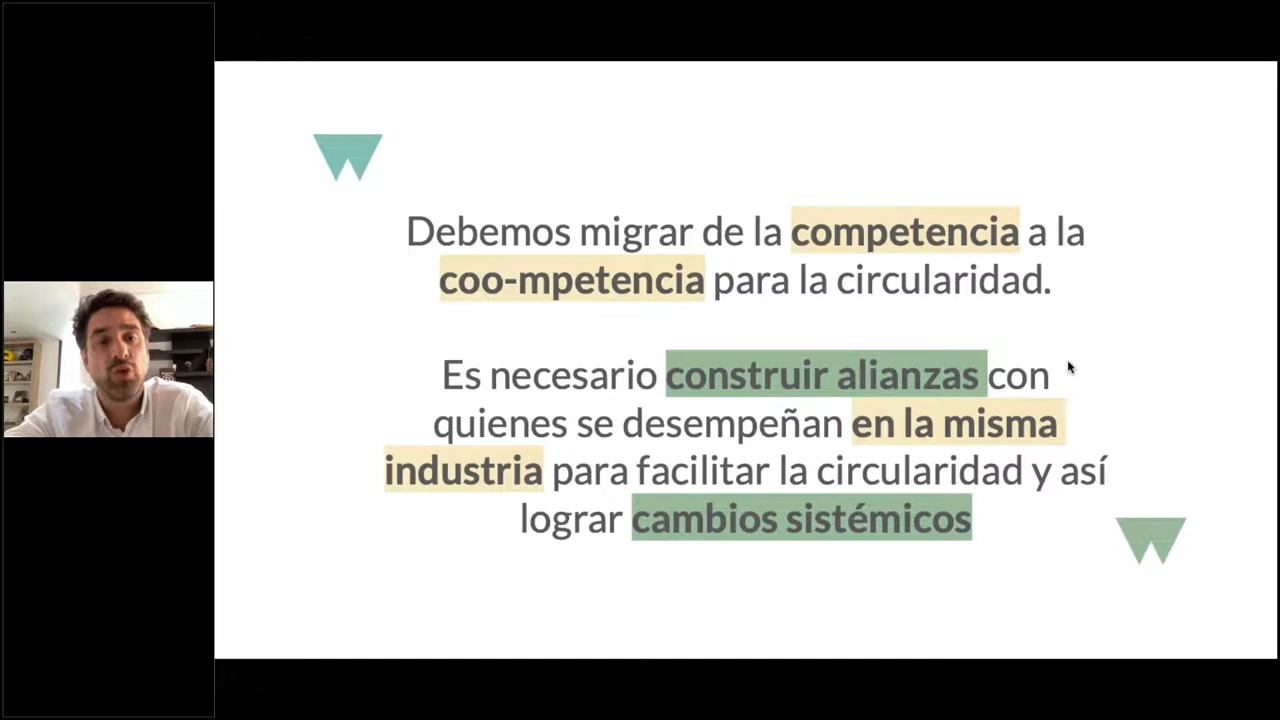 Debemos migrar de la competencia a la
coo-mpetencia para la circularidad.
Es necesario construir alianzas con
quienes se desempeñan en la misma
industria para facilitar la circularidad y así
lograr cambios sistémicos